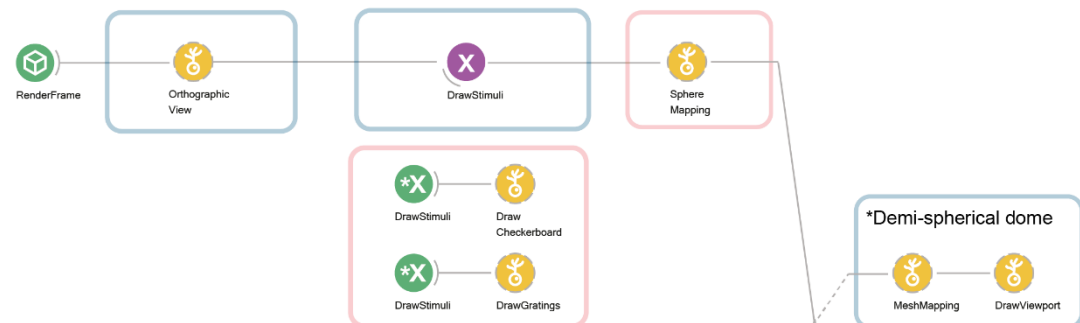 RenderFrame
Orthographic
View
X
DrawStimuli
Sphere
Mapping
*X
DrawStimuli
Draw
Checkerboard
*X
DrawStimuli
DrawGratings
*Demi-spherical dome
MeshMapping
DrawViewport